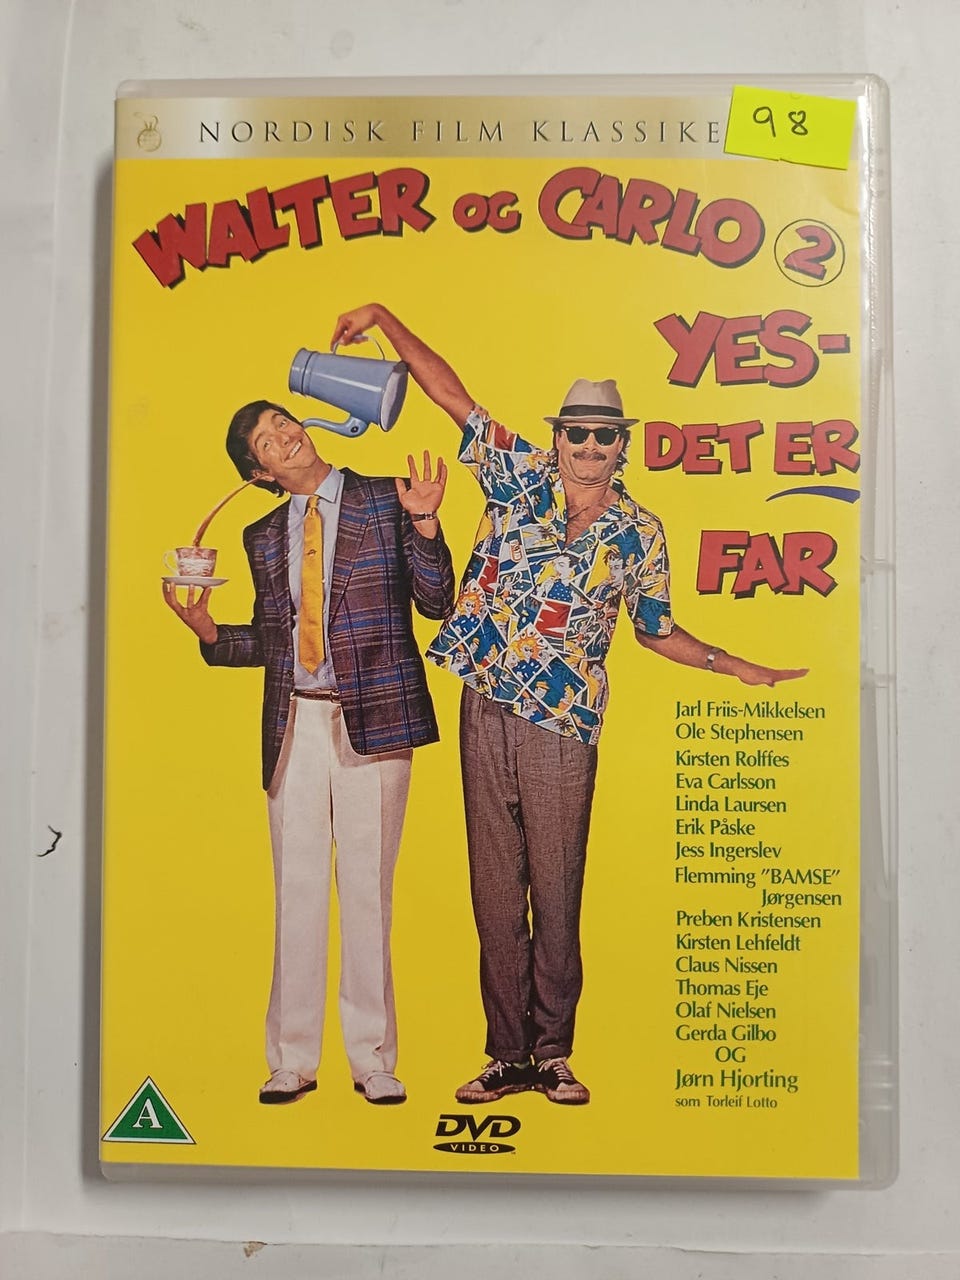 NORDISK FILM KLASSIKE
98
WALTER OG CARLO 2
YES-
DET ER
FAR
Jarl Friis-Mikkelsen
Ole Stephensen
Kirsten Rolffes
Eva Carlsson
Linda Laursen
Erik Påske
Jess Ingerslev
Flemming "BAMSE"
Jørgensen
Preben Kristensen
Kirsten Lehfeldt
Claus Nissen
Thomas Eje
Olaf Nielsen
Gerda Gilbo
OG
Jørn Hjorting
som Torleif Lotto
A
DVD
VIDEO